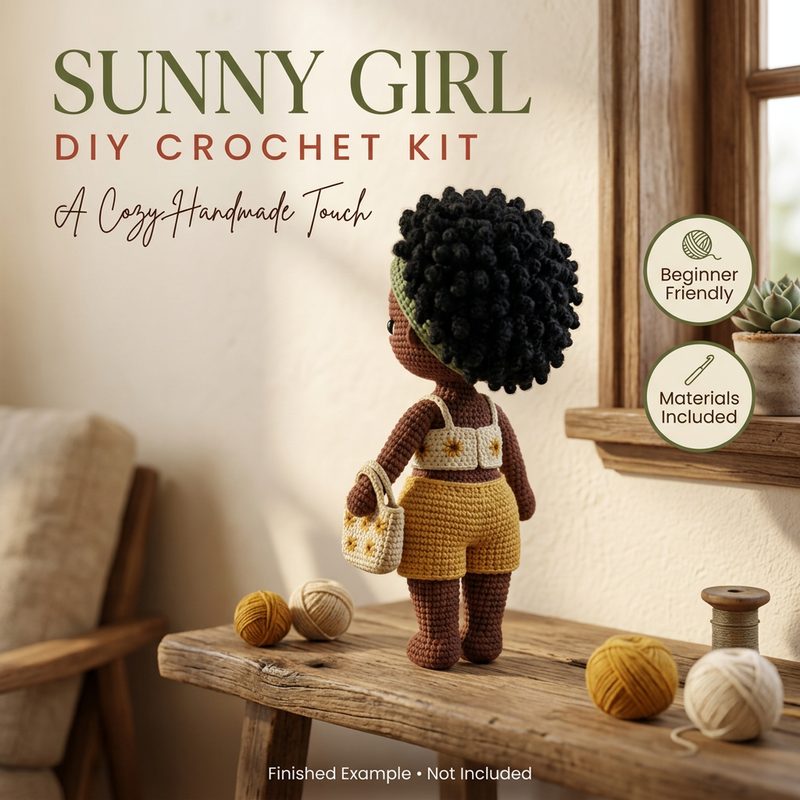 SUNNY GIRL
DIY CROCHET KIT
A Cozy Handmade Touch
Beginner
Friendly
Materials
Included
Finished Example • Not Included